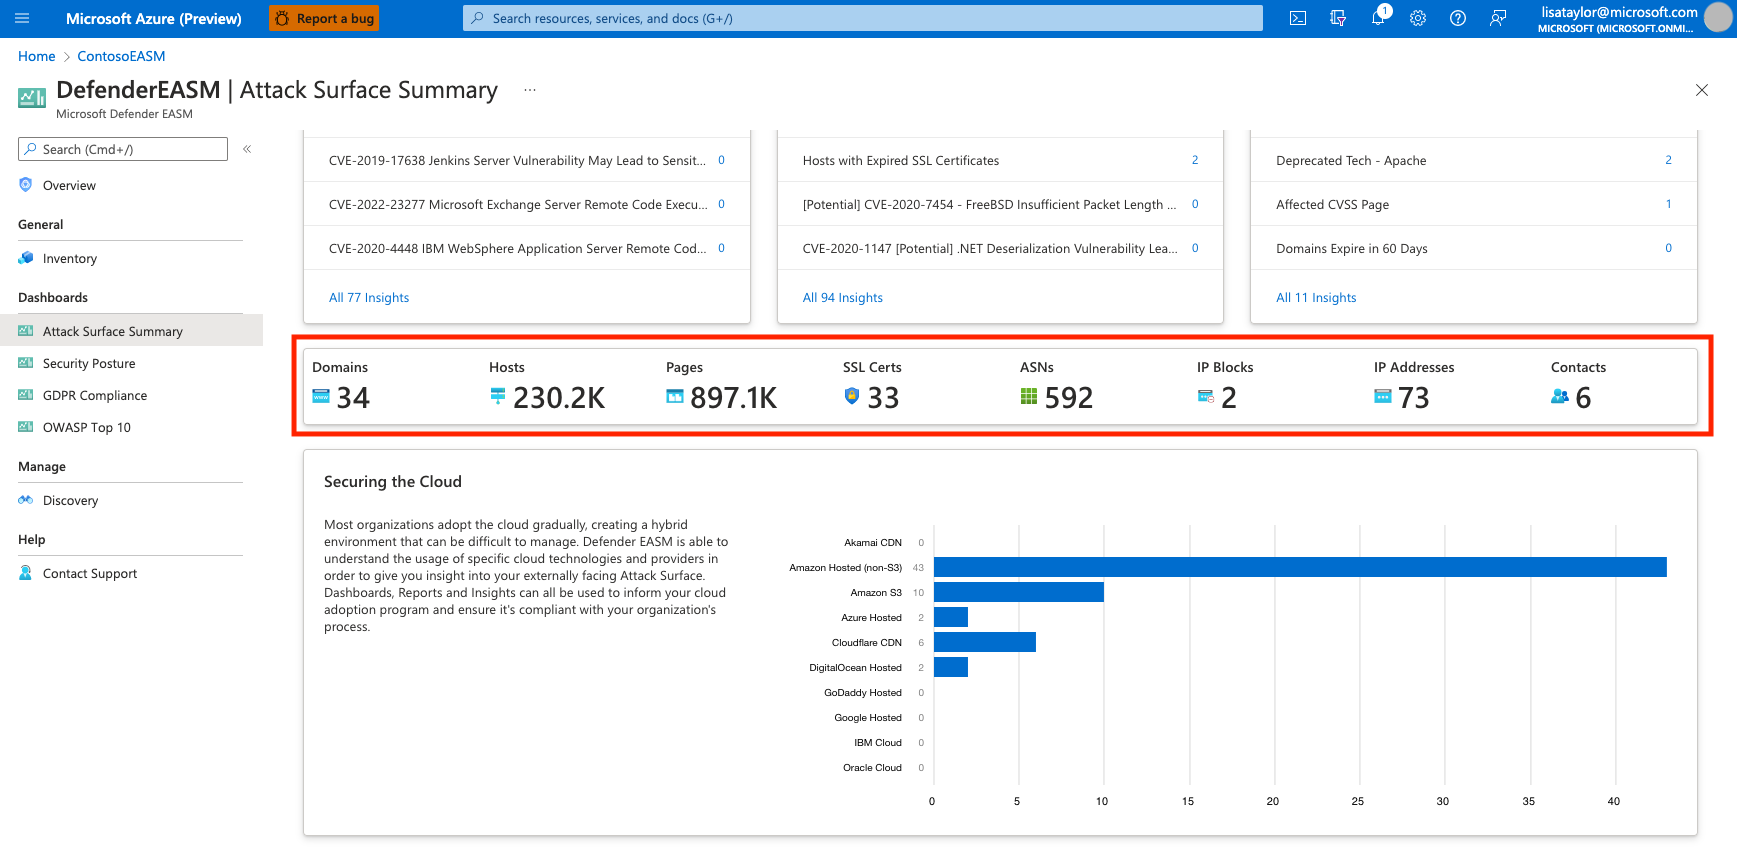 Microsoft Azure (Preview)
Report a bug
Search resources, services, and docs (G+/)
1
lisataylor@microsoft.com
MICROSOFT (MICROSOFT.ONMI...
Home > ContosoEASM
DefenderEASM | Attack Surface Summary ...
Microsoft Defender EASM
Search (Cmd+/)
«
Overview
General
Inventory
Dashboards
Attack Surface Summary
Security Posture
GDPR Compliance
OWASP Top 10
Manage
Discovery
Help
Contact Support
CVE-2019-17638 Jenkins Server Vulnerability May Lead to Sensit... 0
CVE-2022-23277 Microsoft Exchange Server Remote Code Execu... 0
CVE-2020-4448 IBM WebSphere Application Server Remote Cod... 0
All 77 Insights
Hosts with Expired SSL Certificates 2
[Potential] CVE-2020-7454 - FreeBSD Insufficient Packet Length ... 0
CVE-2020-1147 [Potential] .NET Deserialization Vulnerability Lea... 0
All 94 Insights
Deprecated Tech - Apache 2
Affected CVSS Page 1
Domains Expire in 60 Days 0
All 11 Insights
Domains
34
Hosts
230.2K
Pages
897.1K
SSL Certs
33
ASNs
592
IP Blocks
2
IP Addresses
73
Contacts
6
Securing the Cloud
Most organizations adopt the cloud gradually, creating a hybrid
environment that can be difficult to manage. Defender EASM is able to
understand the usage of specific cloud technologies and providers in
order to give you insight into your externally facing Attack Surface.
Dashboards, Reports and Insights can all be used to inform your cloud
adoption program and ensure it's compliant with your organization's
process.
Akamai CDN 0
Amazon Hosted (non-S3) 43
Amazon S3 10
Azure Hosted 2
Cloudflare CDN 6
DigitalOcean Hosted 2
GoDaddy Hosted 0
Google Hosted 0
IBM Cloud 0
Oracle Cloud 0
0 5 10 15 20 25 30 35 40